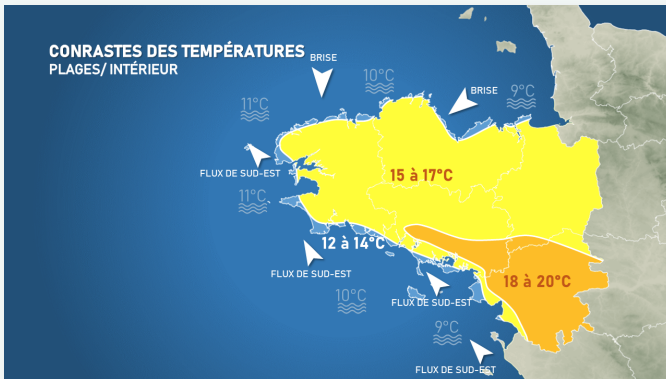 CONRASTES DES TEMPÉRATURES
PLAGES/ INTÉRIEUR
BRISE
10°C
BRISE
9°C
11°C
FLUX DE SUD-EST
15 à 17°C
11°C
12 à 14°C
FLUX DE SUD-EST
18 à 20°C
10°C
FLUX DE SUD-EST
9°C
FLUX DE SUD-EST